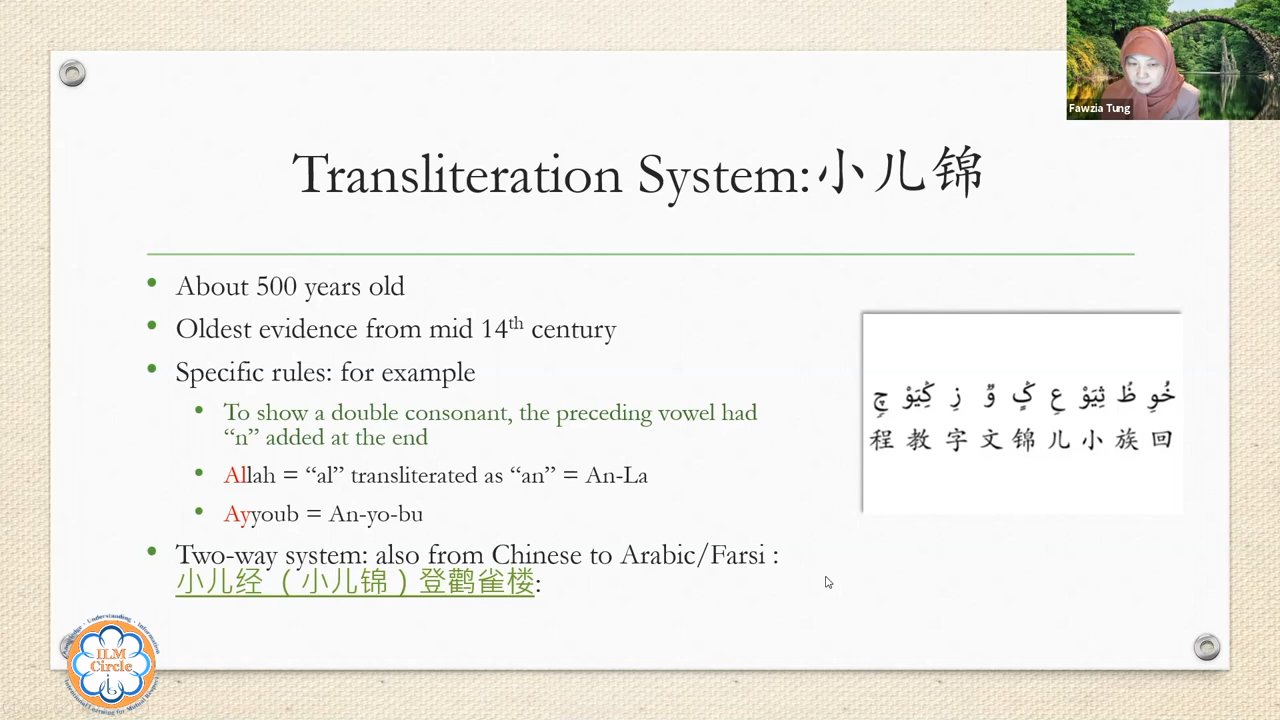 Fawzia Tung
Transliteration System:小儿锦
• About 500 years old
• Oldest evidence from mid 14th century
• Specific rules: for example
• To show a double consonant, the preceding vowel had
“n” added at the end
• Allah = “al” transliterated as “an” = An-La
• Ayyoub = An-yo-bu
• Two-way system: also from Chinese to Arabic/Farsi :
小儿经 （小儿锦）登鹳雀楼:
程 教 字 文 锦 儿 小 族 回
ILM
Circle